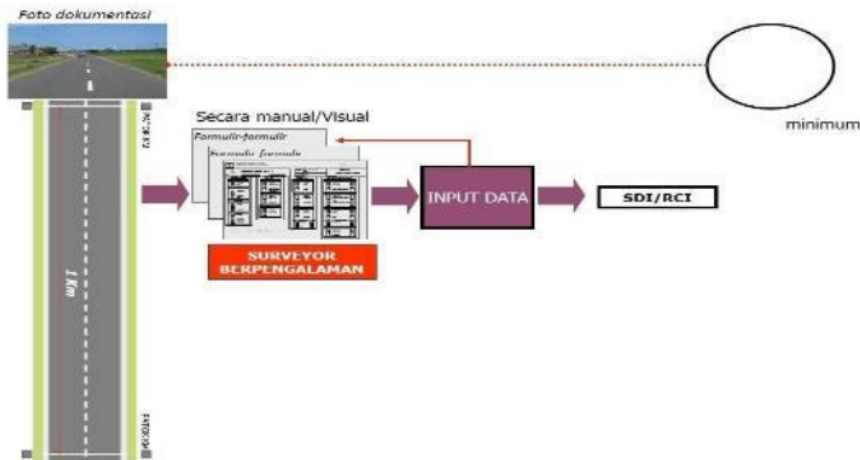 Foto dokumentasi
minimum
Secara manual/Visual
Formulir-formulir
Formulir-formulir
INPUT DATA
SDI/RCI
SURVEYOR
BERPENGALAMAN
1 Km